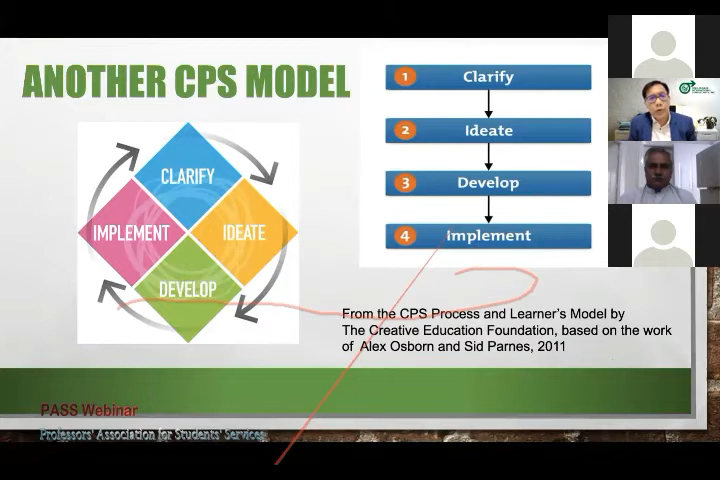 ANOTHER CPS MODEL
CLARIFY
IMPLEMENT
IDEATE
DEVELOP
1 Clarify
2 Ideate
3 Develop
4 Implement
From the CPS Process and Learner's Model by
The Creative Education Foundation, based on the work
of Alex Osborn and Sid Parnes, 2011
PASS Webinar
Professors' Association for Students' Services